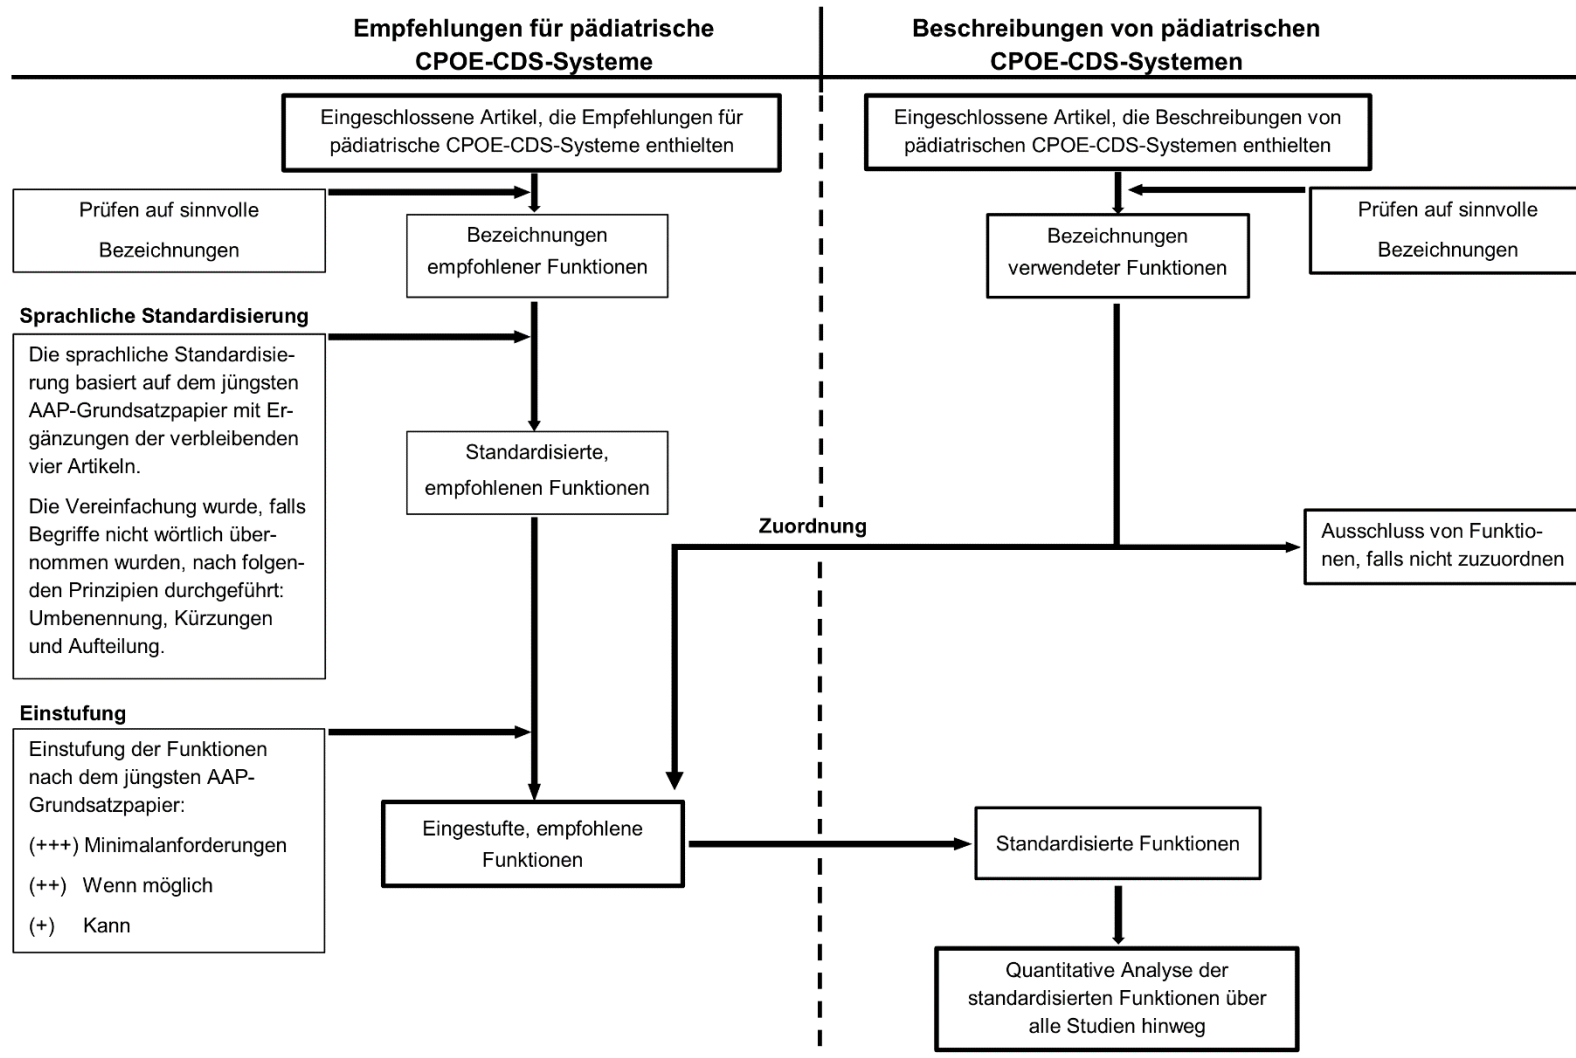 Empfehlungen für pädiatrische
CPOE-CDS-Systeme
Beschreibungen von pädiatrischen
CPOE-CDS-Systemen
Eingeschlossene Artikel, die Empfehlungen für
pädiatrische CPOE-CDS-Systeme enthielten
Eingeschlossene Artikel, die Beschreibungen von
pädiatrischen CPOE-CDS-Systemen enthielten
Prüfen auf sinnvolle
Bezeichnungen
Bezeichnungen
empfohlener Funktionen
Bezeichnungen
verwendeter Funktionen
Prüfen auf sinnvolle
Bezeichnungen
Sprachliche Standardisierung
Die sprachliche Standardisie-
rung basiert auf dem jüngsten
AAP-Grundsatzpapier mit Er-
gänzungen der verbleibenden
vier Artikeln.
Die Vereinfachung wurde, falls
Begriffe nicht wörtlich über-
nommen wurden, nach folgen-
den Prinzipien durchgeführt:
Umbenennung, Kürzungen
und Aufteilung.
Standardisierte,
empfohlenen Funktionen
Zuordnung
Ausschluss von Funktio-
nen, falls nicht zuzuordnen
Einstufung
Einstufung der Funktionen
nach dem jüngsten AAP-
Grundsatzpapier:
(+++) Minimalanforderungen
(++) Wenn möglich
(+) Kann
Eingestufte, empfohlene
Funktionen
Standardisierte Funktionen
Quantitative Analyse der
standardisierten Funktionen über
alle Studien hinweg